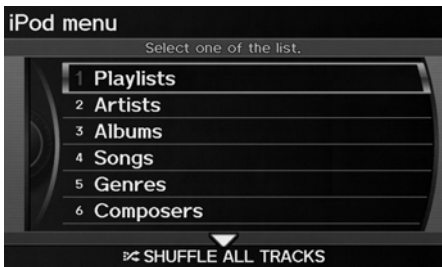 iPod menu
Select one of the list.
1 Playlists
2 Artists
3 Albums
4 Songs
5 Genres
6 Composers
SHUFFLE ALL TRACKS